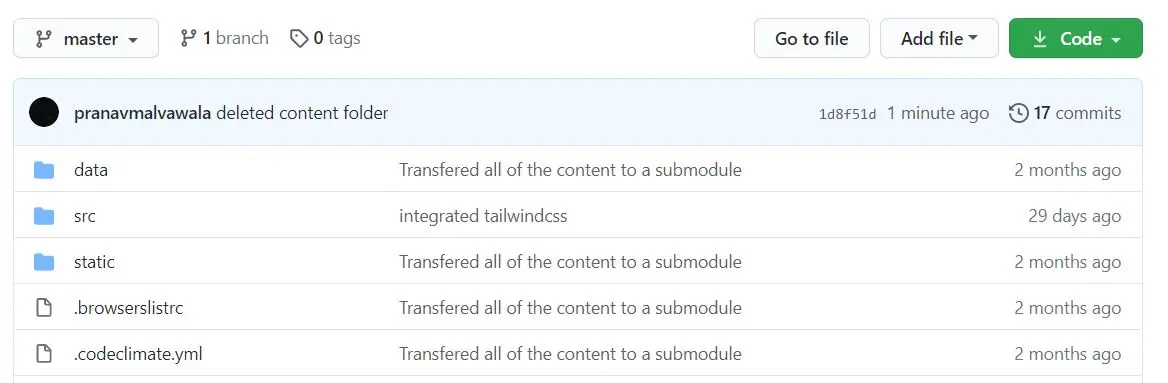 master 1 branch 0 tags Go to file Add file Code
pranavmalvawala deleted content folder 1d8f51d 1 minute ago 17 commits
data Transfered all of the content to a submodule 2 months ago
src integrated tailwindcss 29 days ago
static Transfered all of the content to a submodule 2 months ago
.browserslistrc Transfered all of the content to a submodule 2 months ago
.codeclimate.yml Transfered all of the content to a submodule 2 months ago